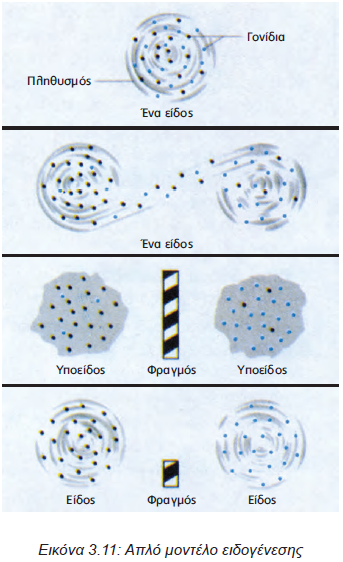 Γονίδια
Πληθυσμός
Ένα είδος
Ένα είδος
Υποείδος Φραγμός Υποείδος
Είδος Φραγμός Είδος
Εικόνα 3.11: Απλό μοντέλο ειδογένεσης